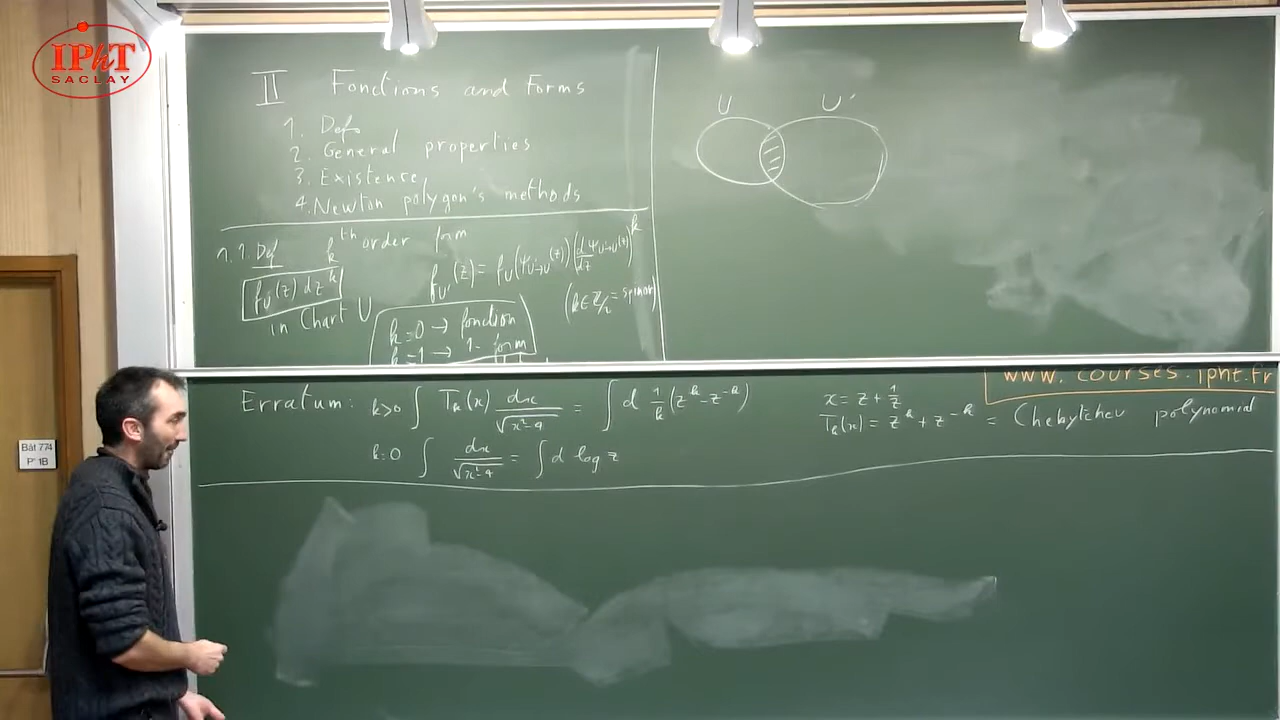 IPhT
SACLAY
II Fonctions and Forms
1. Defs
2. General properties
3. Existence
4. Newton polygon's methods
1.1. Def kth order form
f_U(z) dz^k
in Chart U
f_U'(z) = f_U(ψ_U'→U(z)) (d/dz ψ_U'→U(z))^k
(k∈Z/2 = spinor)
k=0 → fonction
k=1 → 1-form
U U'
www.courses.ipht.fr
Erratum: k>0 ∫ T_k(x) dx/√(x²-4) = ∫ d 1/k (z^k - z^-k)
k=0 ∫ dx/√(x²-4) = ∫ d log z
x = z + 1/z
T_k(x) = z^k + z^-k = Chebytchev polynomial
Bât 774
P 1B